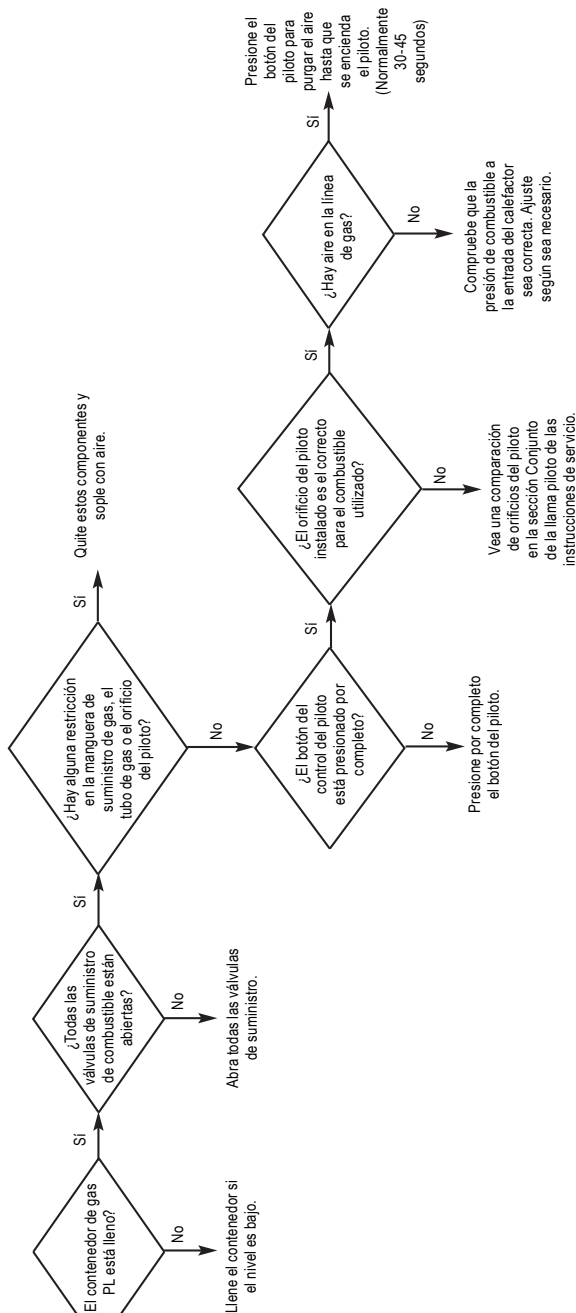 El contenedor de gas
PL está lleno?
Sí
No
Llene el contenedor si
el nivel es bajo.
¿Todas las
válvulas de suministro
de combustible están
abiertas?
Sí
No
Abra todas las válvulas
de suministro.
¿Hay alguna restricción
en la manguera de
suministro de gas, el
tubo de gas o el orificio
del piloto?
Sí
Quite estos componentes y
sople con aire.
No
¿El botón del
control del piloto
está presionado por
completo?
Sí
No
Presione por completo
el botón del piloto.
¿El orificio del piloto
instalado es el correcto
para el combustible
utilizado?
Sí
No
Vea una comparación
de orificios del piloto
en la sección Conjunto
de la llama piloto de las
instrucciones de servicio.
¿Hay aire en la línea
de gas?
Sí
Presione el
botón del
piloto para
purgar el aire
hasta que
se encienda
el piloto.
(Normalmente
30-45
segundos)
No
Compruebe que la
presión de combustible a
la entrada del calefactor
sea correcta. Ajuste
según sea necesario.